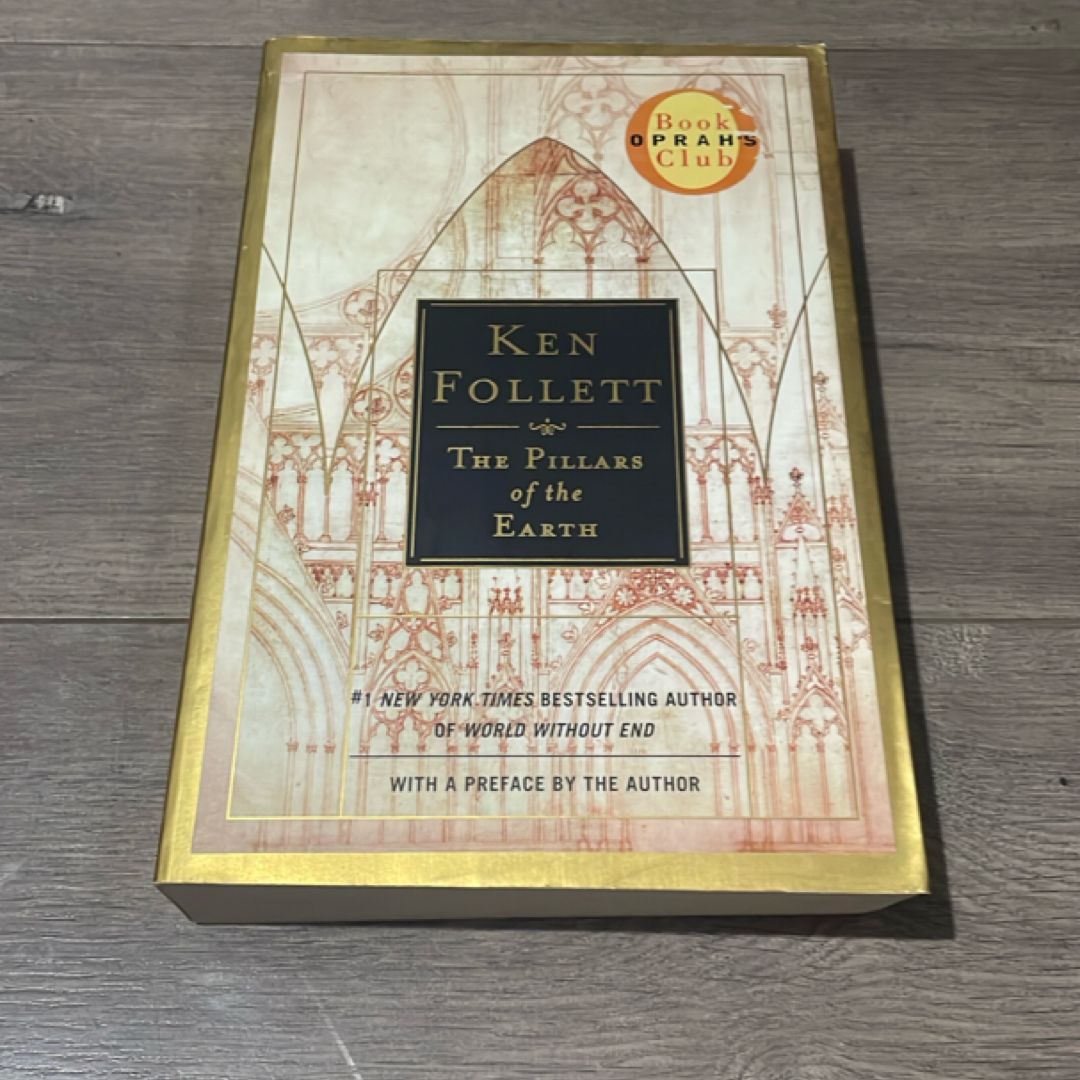 Book
OPRAH'S
Club
KEN
FOLLETT
THE PILLARS
of the
EARTH
#1 NEW YORK TIMES BESTSELLING AUTHOR
OF WORLD WITHOUT END
WITH A PREFACE BY THE AUTHOR